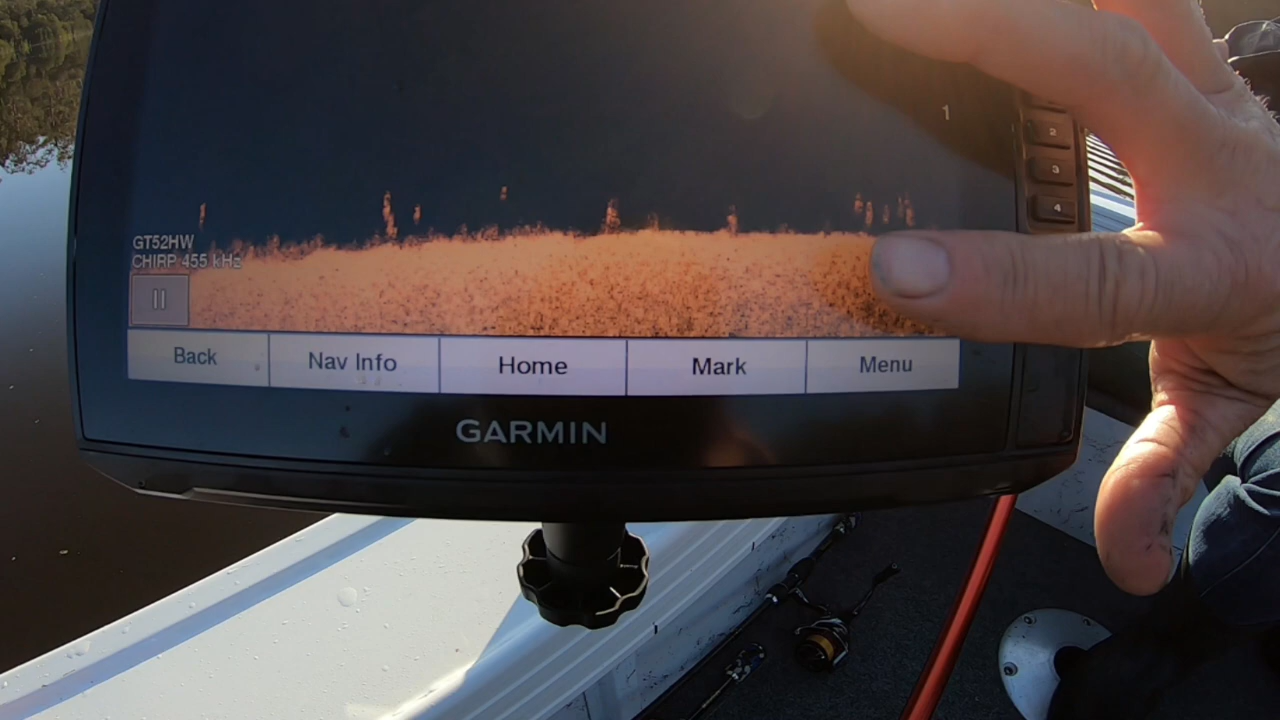 1
2
3
4
GT52HW
CHIRP 455 kHz
Back Nav Info Home Mark Menu
GARMIN